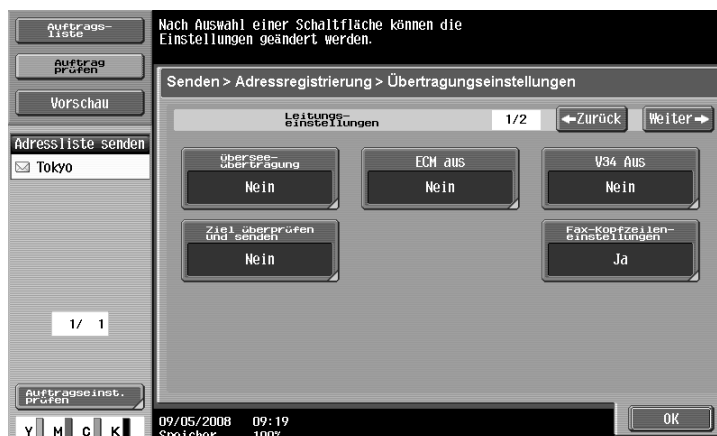 Auftrags-
liste
Auftrag
prüfen
Vorschau
Adressliste senden
Tokyo
1/ 1
Auftragseinst.
prüfen
Y M C K
Nach Auswahl einer Schaltfläche können die
Einstellungen geändert werden.
Senden > Adressregistrierung > Übertragungseinstellungen
Leitungs-
einstellungen
1/2
←Zurück
Weiter→
Übersee-
übertragung
Nein
ECM aus
Nein
V34 Aus
Nein
Ziel überprüfen
und senden
Nein
Fax-Kopfzeilen-
einstellungen
Ja
09/05/2008 09:19
Speicher 100%
OK